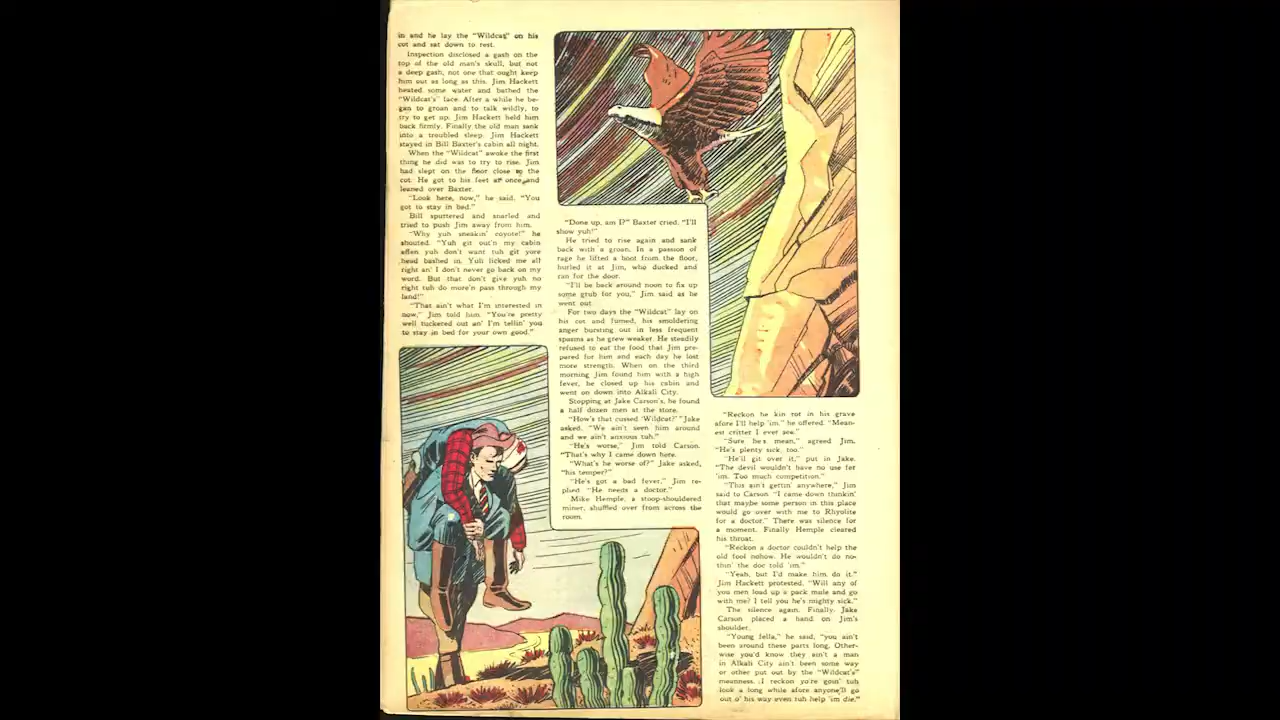 in and he lay the "Wildcat" on his
cot and sat down to rest.
Inspection disclosed a gash on the
top of the old man's skull, but not
a deep gash, not one that ought keep
him out as long as this. Jim Hackett
heated some water and bathed the
"Wildcat's" face. After a while he be-
gan to groan and to talk wildly, to
try to get up. Jim Hackett held him
back firmly. Finally the old man sank
into a troubled sleep. Jim Hackett
stayed in Bill Baxter's cabin all night.
When the "Wildcat" awoke the first
thing he did was to try to rise. Jim
had slept on the floor close to the
cot. He got to his feet at once and
leaned over Baxter.
"Look here, now," he said. "You
got to stay in bed."
Bill sputtered and snarled and
tried to push Jim away from him.
"Why yuh sneakin' coyote!" he
shouted. "Yuh git out'n my cabin
affen yuh don't want tuh git yore
head bashed in. Yuh licked me all
right an' I don't never go back on my
word. But that don't give yuh no
right tuh do more'n pass through my
land!"
"That ain't what I'm interested in
now," Jim told him. "You're pretty
well tuckered out an' I'm tellin' you
to stay in bed for your own good."
"Done up, am I?" Baxter cried. "I'll
show yuh!"
He tried to rise again and sank
back with a groan. In a passion of
rage he lifted a boot from the floor,
hurled it at Jim, who ducked and
ran for the door.
"I'll be back around noon to fix up
some grub for you," Jim said as he
went out.
For two days the "Wildcat" lay on
his cot and fumed, his smoldering
anger bursting out in less frequent
spasms as he grew weaker. He steadily
refused to eat the food that Jim pre-
pared for him and each day he lost
more strength. When on the third
morning Jim found him with a high
fever, he closed up his cabin and
went on down into Alkali City.
Stopping at Jake Carson's, he found
a half dozen men at the store.
"How's that cussed 'Wildcat?'" Jake
asked. "We ain't seen him around
and we ain't anxious tuh."
"He's worse," Jim told Carson.
"That's why I came down here.
"What's he worse of?" Jake asked,
"his temper?"
"He's got a bad fever," Jim re-
plied "He needs a doctor."
Mike Hemple, a stoop-shouldered
miner, shuffled over from across the
room.
"Reckon he kin rot in his grave
afore I'll help 'im," he offered. "Mean-
est critter I ever see."
"Sure he's mean," agreed Jim.
"He's plenty sick, too."
"He'll git over it," put in Jake.
"The devil wouldn't have no use for
'im. Too much competition."
"This ain't gettin' anywhere," Jim
said to Carson "I came down thinkin'
that maybe some person in this place
would go over with me to Rhyolite
for a doctor." There was silence for
a moment. Finally Hemple cleared
his throat.
"Reckon a doctor couldn't help the
old fool nohow. He wouldn't do no-
thin' the doc told 'im."
"Yeah, but I'd make him do it."
Jim Hackett protested. "Will any of
you men load up a pack mule and go
with me? I tell you he's mighty sick."
The silence again. Finally, Jake
Carson placed a hand on Jim's
shoulder.
"Young fella," he said, "you ain't
been around these parts long. Other-
wise you'd know they ain't a man
in Alkali City ain't been some way
or other put out by the "Wildcat's"
meanness. I reckon yo're goin' tuh
look a long while afore anyone'll go
out o' his way even tuh help 'im die."